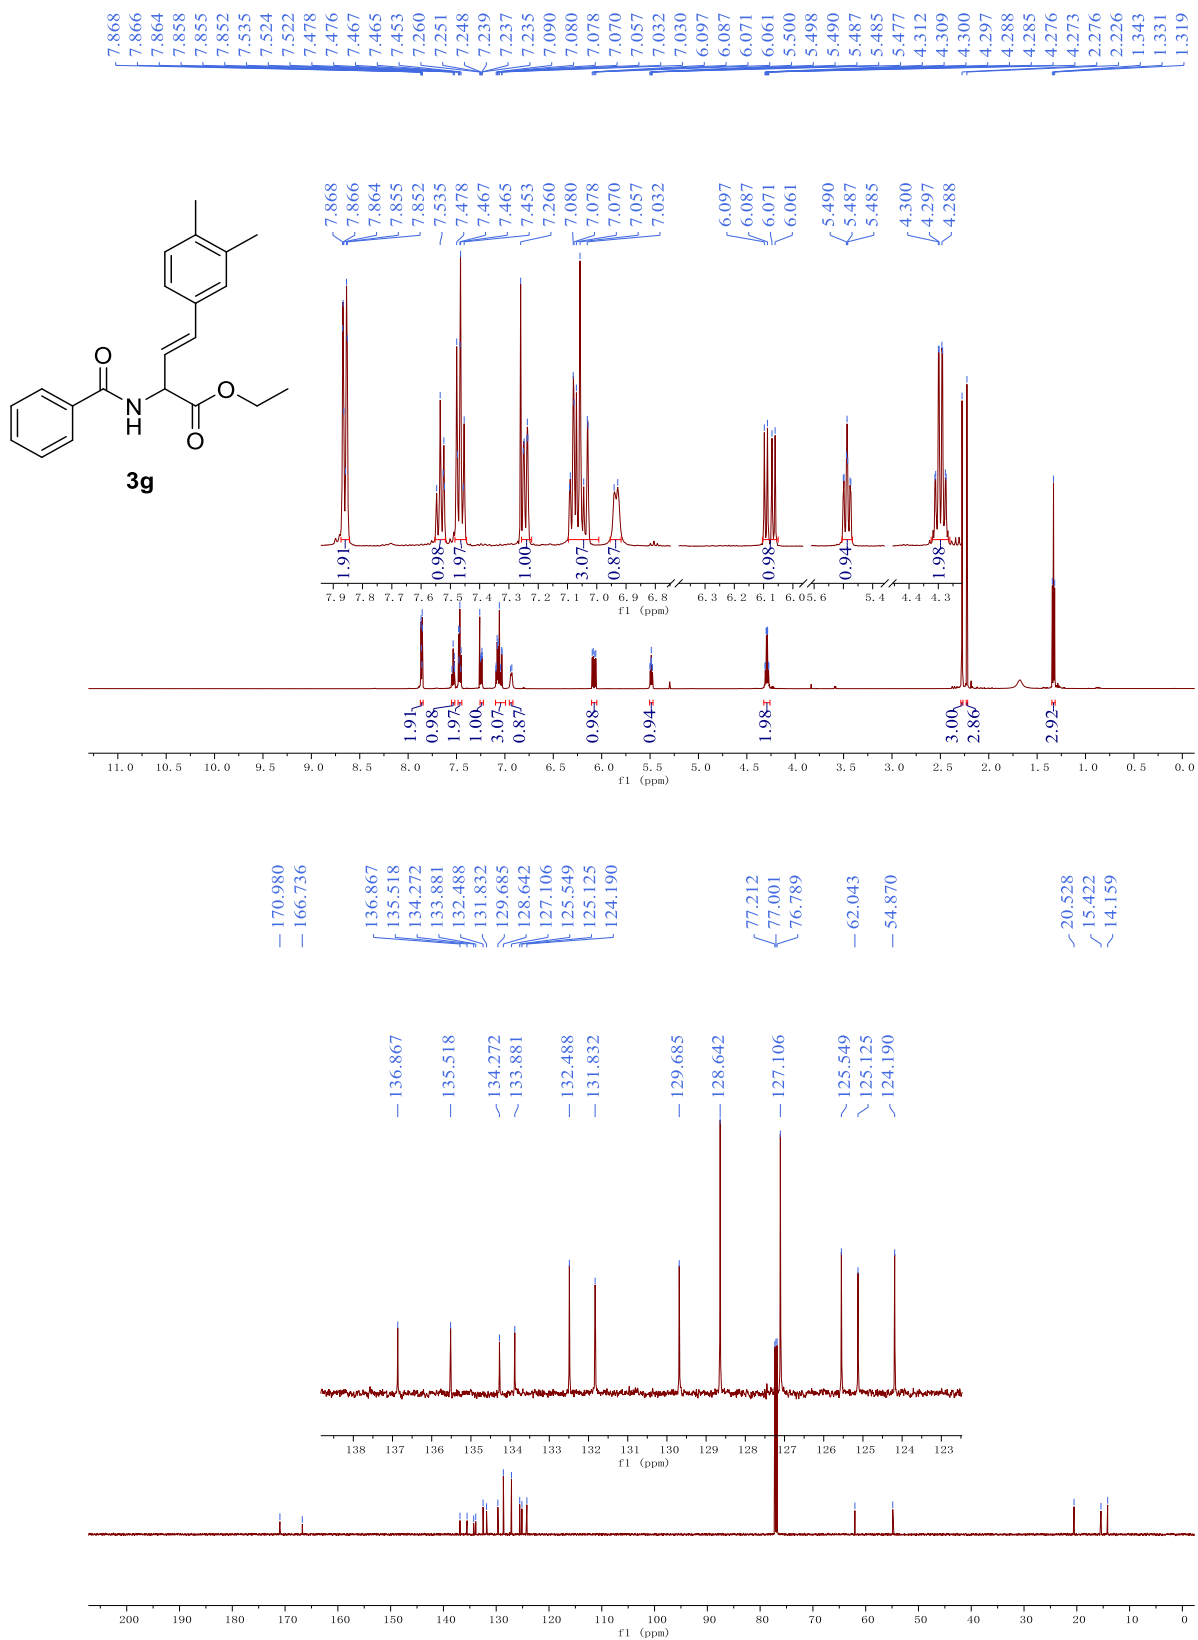 7.868 7.866 7.864 7.858 7.855 7.852 7.535 7.524 7.522 7.478 7.476 7.467 7.465 7.453 7.260 7.251 7.248 7.239 7.237 7.235 7.090 7.080 7.078 7.070 7.057 7.032 7.030 6.097 6.087 6.071 6.061 5.500 5.498 5.490 5.487 5.485 5.477 4.312 4.309 4.300 4.297 4.288 4.285 4.276 4.273 2.276 2.226 1.343 1.331 1.319
7.868 7.866 7.864 7.855 7.852 7.535 7.478 7.467 7.465 7.453 7.260 7.080 7.078 7.070 7.057 7.032 6.097 6.087 6.071 6.061 5.490 5.487 5.485 4.300 4.297 4.288
O
N
H
O
O
3g
1.91 0.98 1.97 1.00 3.07 0.87 0.98 0.94 1.98
7.9 7.8 7.7 7.6 7.5 7.4 7.3 7.2 7.1 7.0 6.9 6.8 6.3 6.2 6.1 6.0 5.6 5.4 4.4 4.3
f1 (ppm)
1.91 0.98 1.97 1.00 3.07 0.87 0.98 0.94 1.98 3.00 2.86 2.92
11.0 10.5 10.0 9.5 9.0 8.5 8.0 7.5 7.0 6.5 6.0 5.5 5.0 4.5 4.0 3.5 3.0 2.5 2.0 1.5 1.0 0.5 0.0
f1 (ppm)
170.980 166.736 136.867 135.518 134.272 133.881 132.488 131.832 129.685 128.642 127.106 125.549 125.125 124.190 77.212 77.001 76.789 62.043 54.870 20.528 15.422 14.159
136.867 135.518 134.272 133.881 132.488 131.832 129.685 128.642 127.106 125.549 125.125 124.190
138 137 136 135 134 133 132 131 130 129 128 127 126 125 124 123
f1 (ppm)
200 190 180 170 160 150 140 130 120 110 100 90 80 70 60 50 40 30 20 10 0
f1 (ppm)